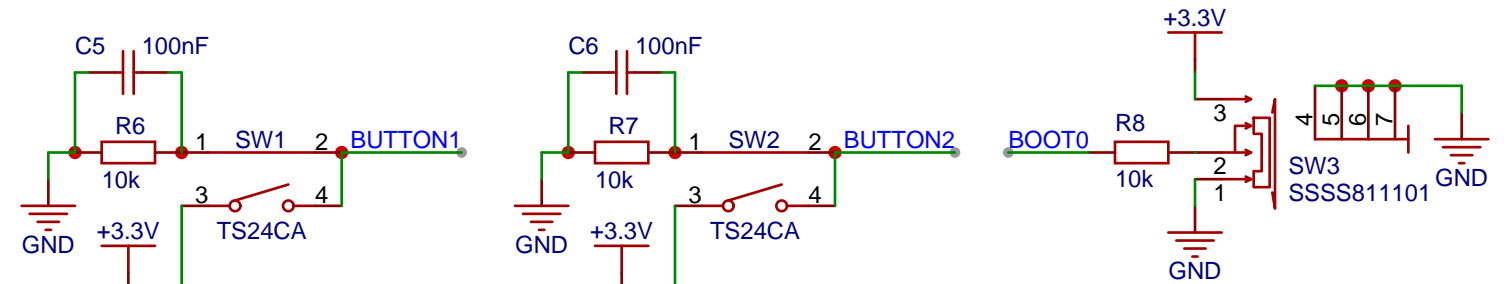 C5 100nF
R6
10k
1 SW1 2
BUTTON1
3 4
TS24CA
GND
+3.3V
C6 100nF
R7
10k
1 SW2 2
BUTTON2
3 4
TS24CA
GND
+3.3V
BOOT0
R8
10k
+3.3V
3
2
1
SW3
SSSS811101
GND
4 5 6 7
GND